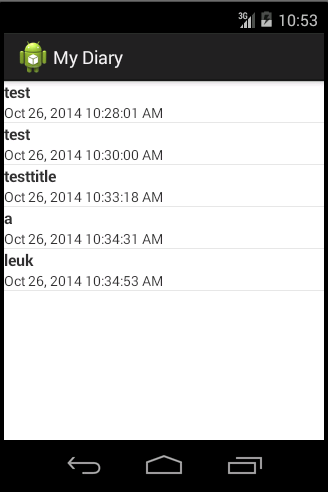 3G 10:53
My Diary
test
Oct 26, 2014 10:28:01 AM
test
Oct 26, 2014 10:30:00 AM
testtitle
Oct 26, 2014 10:33:18 AM
a
Oct 26, 2014 10:34:31 AM
leuk
Oct 26, 2014 10:34:53 AM